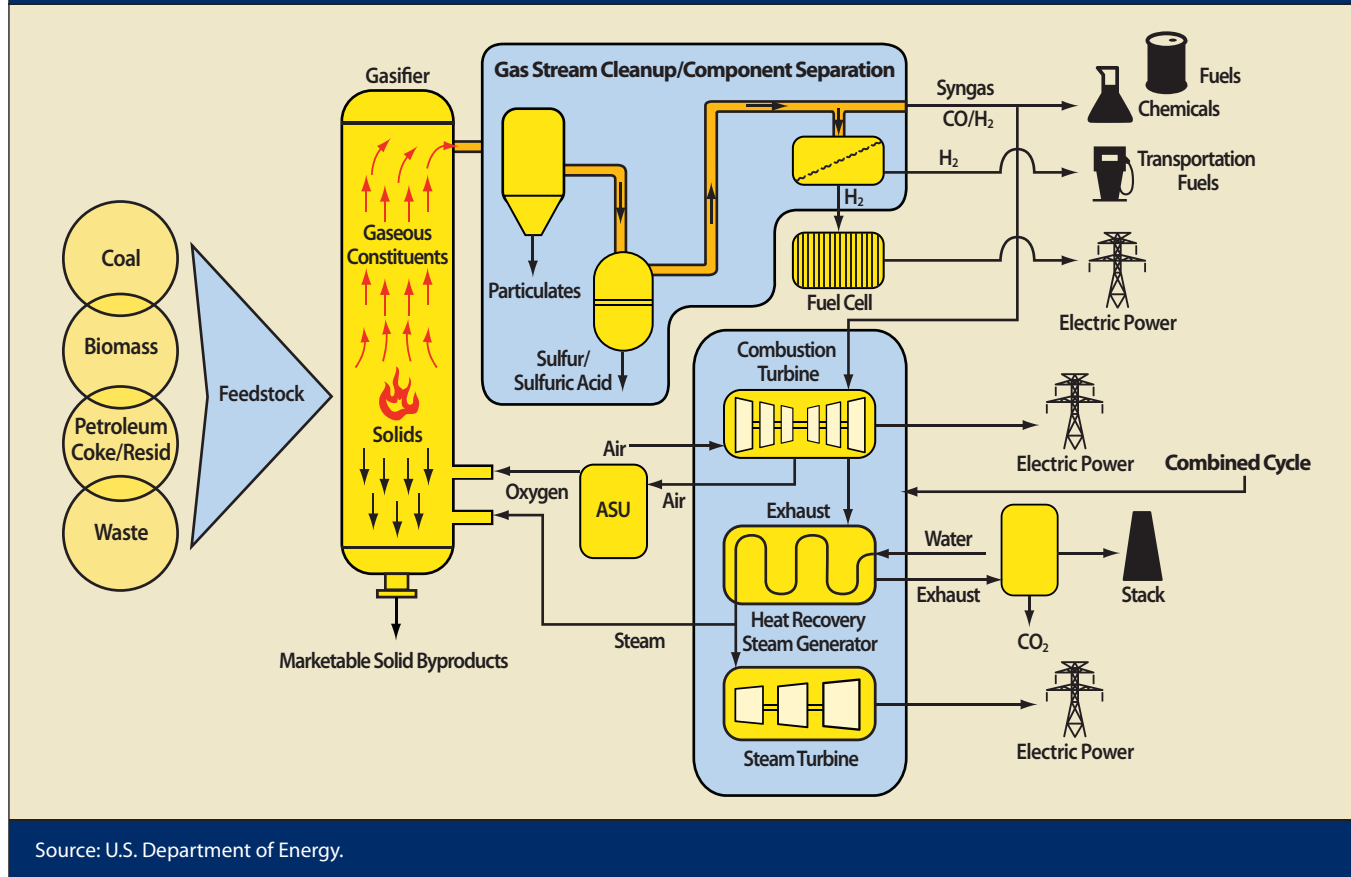 Gas Stream Cleanup/Component Separation
Gasifier
Gaseous
Constituents
Solids
Coal
Biomass
Petroleum
Coke/Resid
Waste
Feedstock
Particulates
Sulfur/
Sulfuric Acid
Syngas
CO/H₂
Fuels
Chemicals
H₂
Transportation
Fuels
H₂
Fuel Cell
Electric Power
Combustion
Turbine
Air
Electric Power
Combined Cycle
Oxygen
ASU
Air
Exhaust
Water
Exhaust
Stack
CO₂
Heat Recovery
Steam Generator
Steam
Marketable Solid Byproducts
Steam Turbine
Electric Power
Source: U.S. Department of Energy.